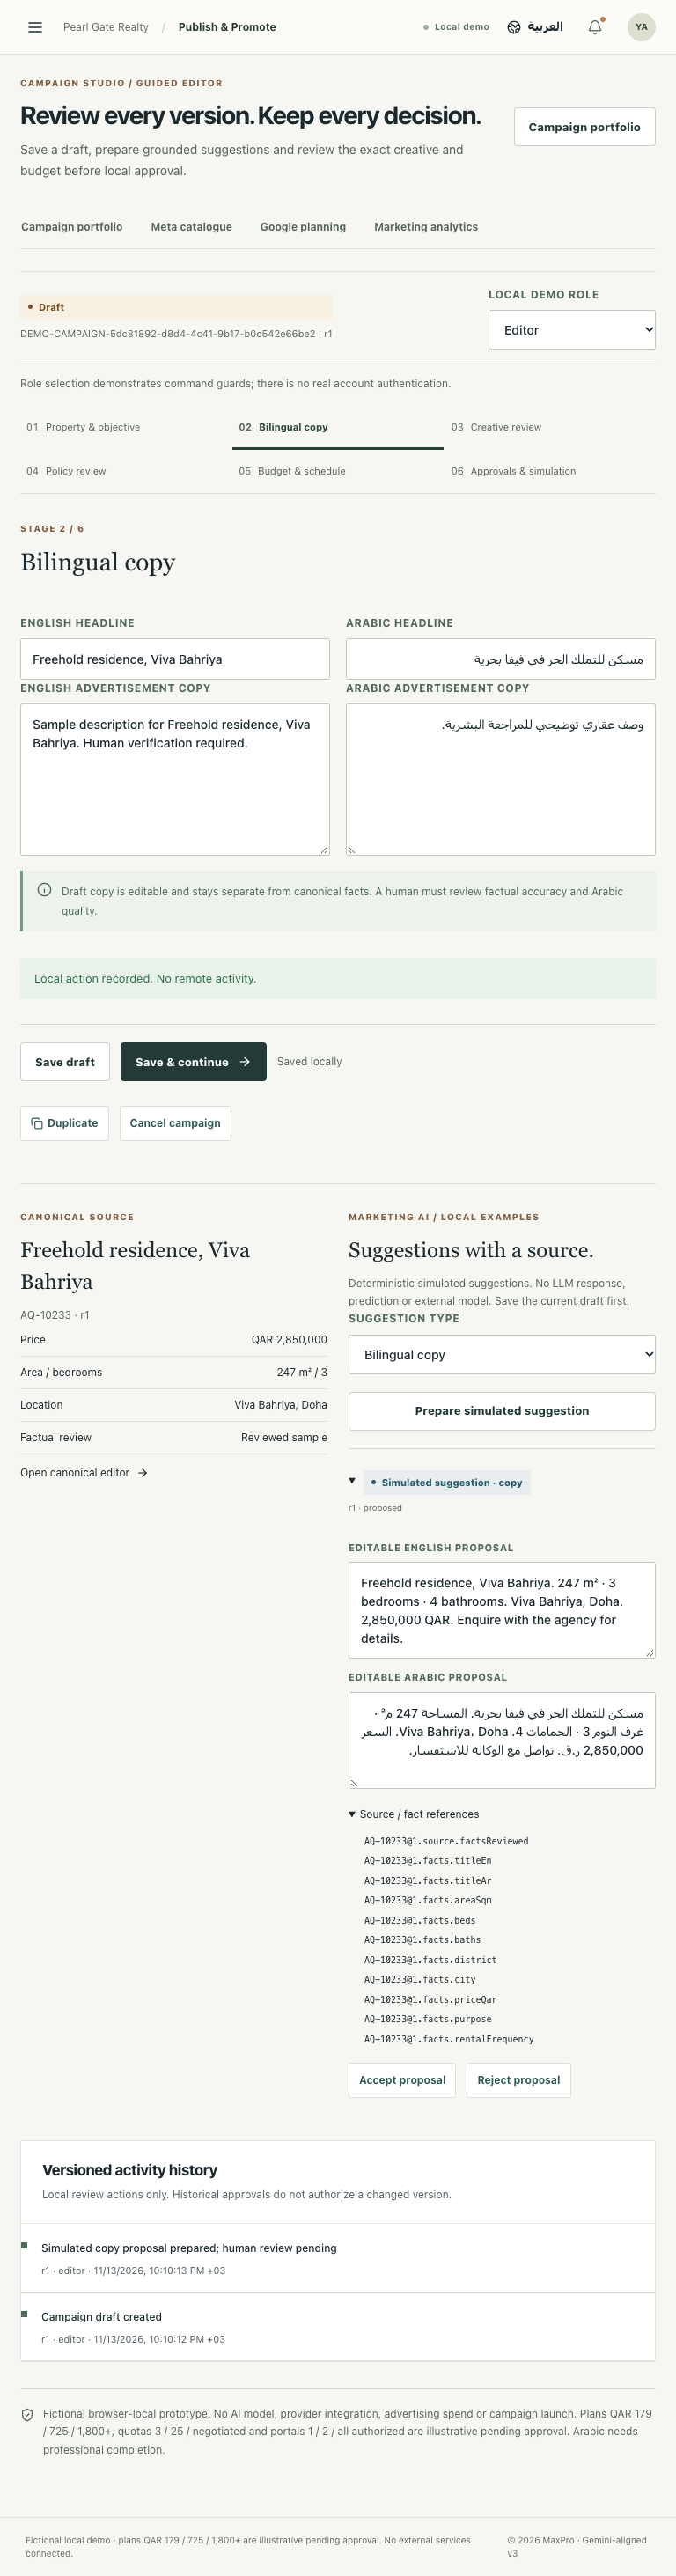 Pearl Gate Realty / Publish & Promote
Local demo
العربية
YA
CAMPAIGN STUDIO / GUIDED EDITOR
Review every version. Keep every decision.
Save a draft, prepare grounded suggestions and review the exact creative and
budget before local approval.
Campaign portfolio
Campaign portfolio Meta catalogue Google planning Marketing analytics
Draft
DEMO-CAMPAIGN-5dc81892-d8d4-4c41-9b17-b0c542e66be2 · r1
LOCAL DEMO ROLE
Editor
Role selection demonstrates command guards; there is no real account authentication.
01 Property & objective
02 Bilingual copy
03 Creative review
04 Policy review
05 Budget & schedule
06 Approvals & simulation
STAGE 2 / 6
Bilingual copy
ENGLISH HEADLINE
Freehold residence, Viva Bahriya
ARABIC HEADLINE
مسكن للتملك الحر في فيفا بحرية
ENGLISH ADVERTISEMENT COPY
Sample description for Freehold residence, Viva
Bahriya. Human verification required.
ARABIC ADVERTISEMENT COPY
وصف عقاري توضيحي للمراجعة البشرية.
Draft copy is editable and stays separate from canonical facts. A human must review factual accuracy and Arabic
quality.
Local action recorded. No remote activity.
Save draft
Save & continue
Saved locally
Duplicate
Cancel campaign
CANONICAL SOURCE
Freehold residence, Viva
Bahriya
AQ-10233 · r1
Price QAR 2,850,000
Area / bedrooms 247 m² / 3
Location Viva Bahriya, Doha
Factual review Reviewed sample
Open canonical editor
MARKETING AI / LOCAL EXAMPLES
Suggestions with a source.
Deterministic simulated suggestions. No LLM response,
prediction or external model. Save the current draft first.
SUGGESTION TYPE
Bilingual copy
Prepare simulated suggestion
Simulated suggestion · copy
r1 · proposed
EDITABLE ENGLISH PROPOSAL
Freehold residence, Viva Bahriya. 247 m² · 3
bedrooms · 4 bathrooms. Viva Bahriya, Doha.
2,850,000 QAR. Enquire with the agency for
details.
EDITABLE ARABIC PROPOSAL
مسكن للتملك الحر في فيفا بحرية. المساحة 247 م² ·
غرف النوم 3 · الحمامات 4. Viva Bahriya، Doha. السعر
2,850,000 ر.ق. تواصل مع الوكالة للاستفسار.
Source / fact references
AQ-10233@1.source.factsReviewed
AQ-10233@1.facts.titleEn
AQ-10233@1.facts.titleAr
AQ-10233@1.facts.areaSqm
AQ-10233@1.facts.beds
AQ-10233@1.facts.baths
AQ-10233@1.facts.district
AQ-10233@1.facts.city
AQ-10233@1.facts.priceQar
AQ-10233@1.facts.purpose
AQ-10233@1.facts.rentalFrequency
Accept proposal
Reject proposal
Versioned activity history
Local review actions only. Historical approvals do not authorize a changed version.
Simulated copy proposal prepared; human review pending
r1 · editor · 11/13/2026, 10:10:13 PM +03
Campaign draft created
r1 · editor · 11/13/2026, 10:10:12 PM +03
Fictional browser-local prototype. No AI model, provider integration, advertising spend or campaign launch. Plans QAR 179
/ 725 / 1,800+, quotas 3 / 25 / negotiated and portals 1 / 2 / all authorized are illustrative pending approval. Arabic needs
professional completion.
Fictional local demo · plans QAR 179 / 725 / 1,800+ are illustrative pending approval. No external services
connected.
© 2026 MaxPro · Gemini-aligned
v3